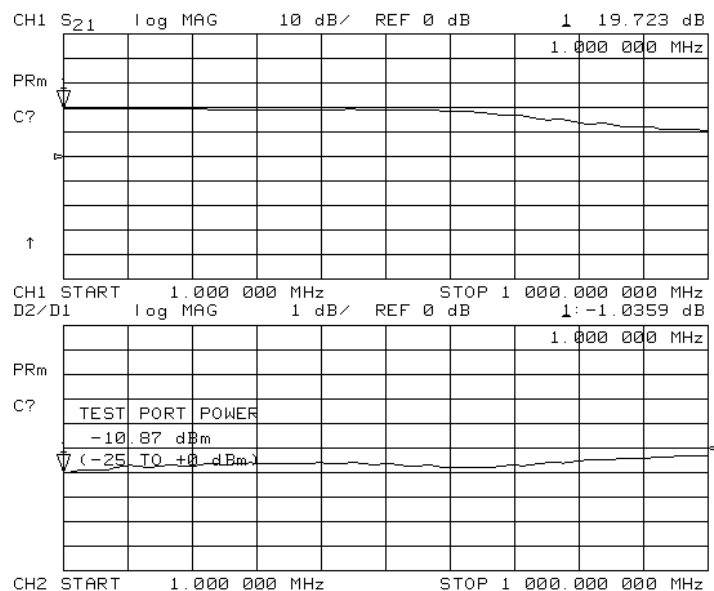 CH1 S21 log MAG 10 dB/ REF 0 dB 1 19.723 dB
1.000 000 MHz
PRm
C?
↑
CH1 START 1.000 000 MHz STOP 1 000.000 000 MHz
D2/D1 log MAG 1 dB/ REF 0 dB 1:-1.0359 dB
1.000 000 MHz
PRm
C?
TEST PORT POWER
-10.87 dBm
(-25 TO +0 dBm)
CH2 START 1.000 000 MHz STOP 1 000.000 000 MHz